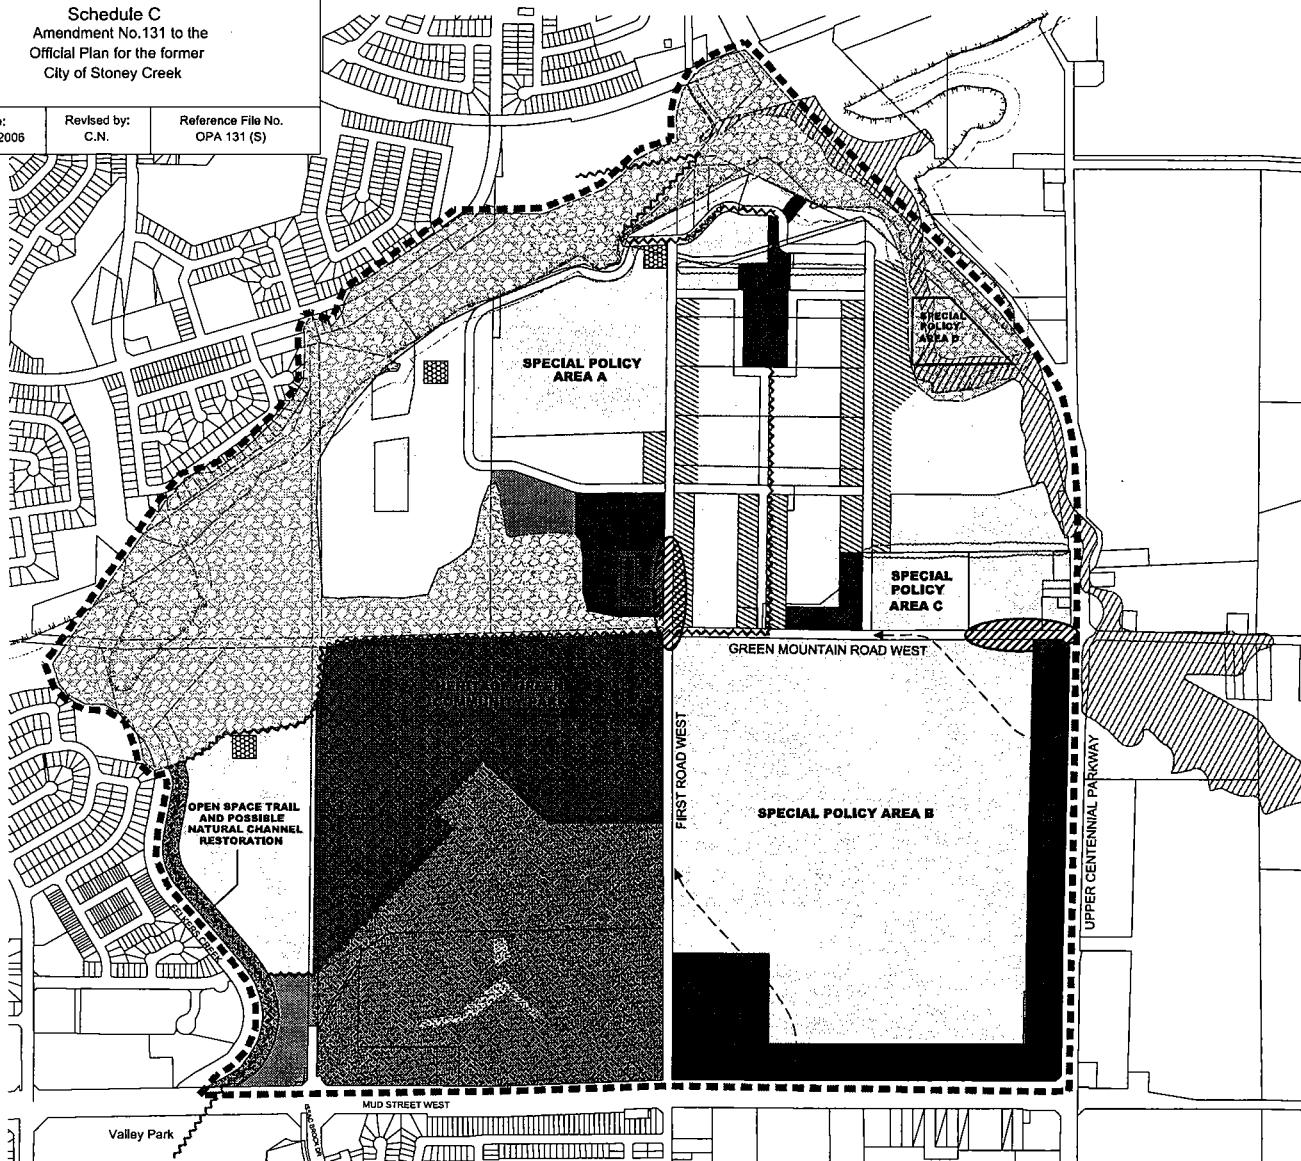 Schedule C
Amendment No.131 to the
Official Plan for the former
City of Stoney Creek
2006
Revised by:
C.N.
Reference File No.
OPA 131 (S)
SPECIAL POLICY
AREA A
SPECIAL
POLICY
AREA D
SPECIAL
POLICY
AREA C
GREEN MOUNTAIN ROAD WEST
FIRST ROAD WEST
SPECIAL POLICY AREA B
UPPER CENTENNIAL PARKWAY
OPEN SPACE TRAIL
AND POSSIBLE
NATURAL CHANNEL
RESTORATION
MUD STREET WEST
ISAAC BROCK DR
Valley Park